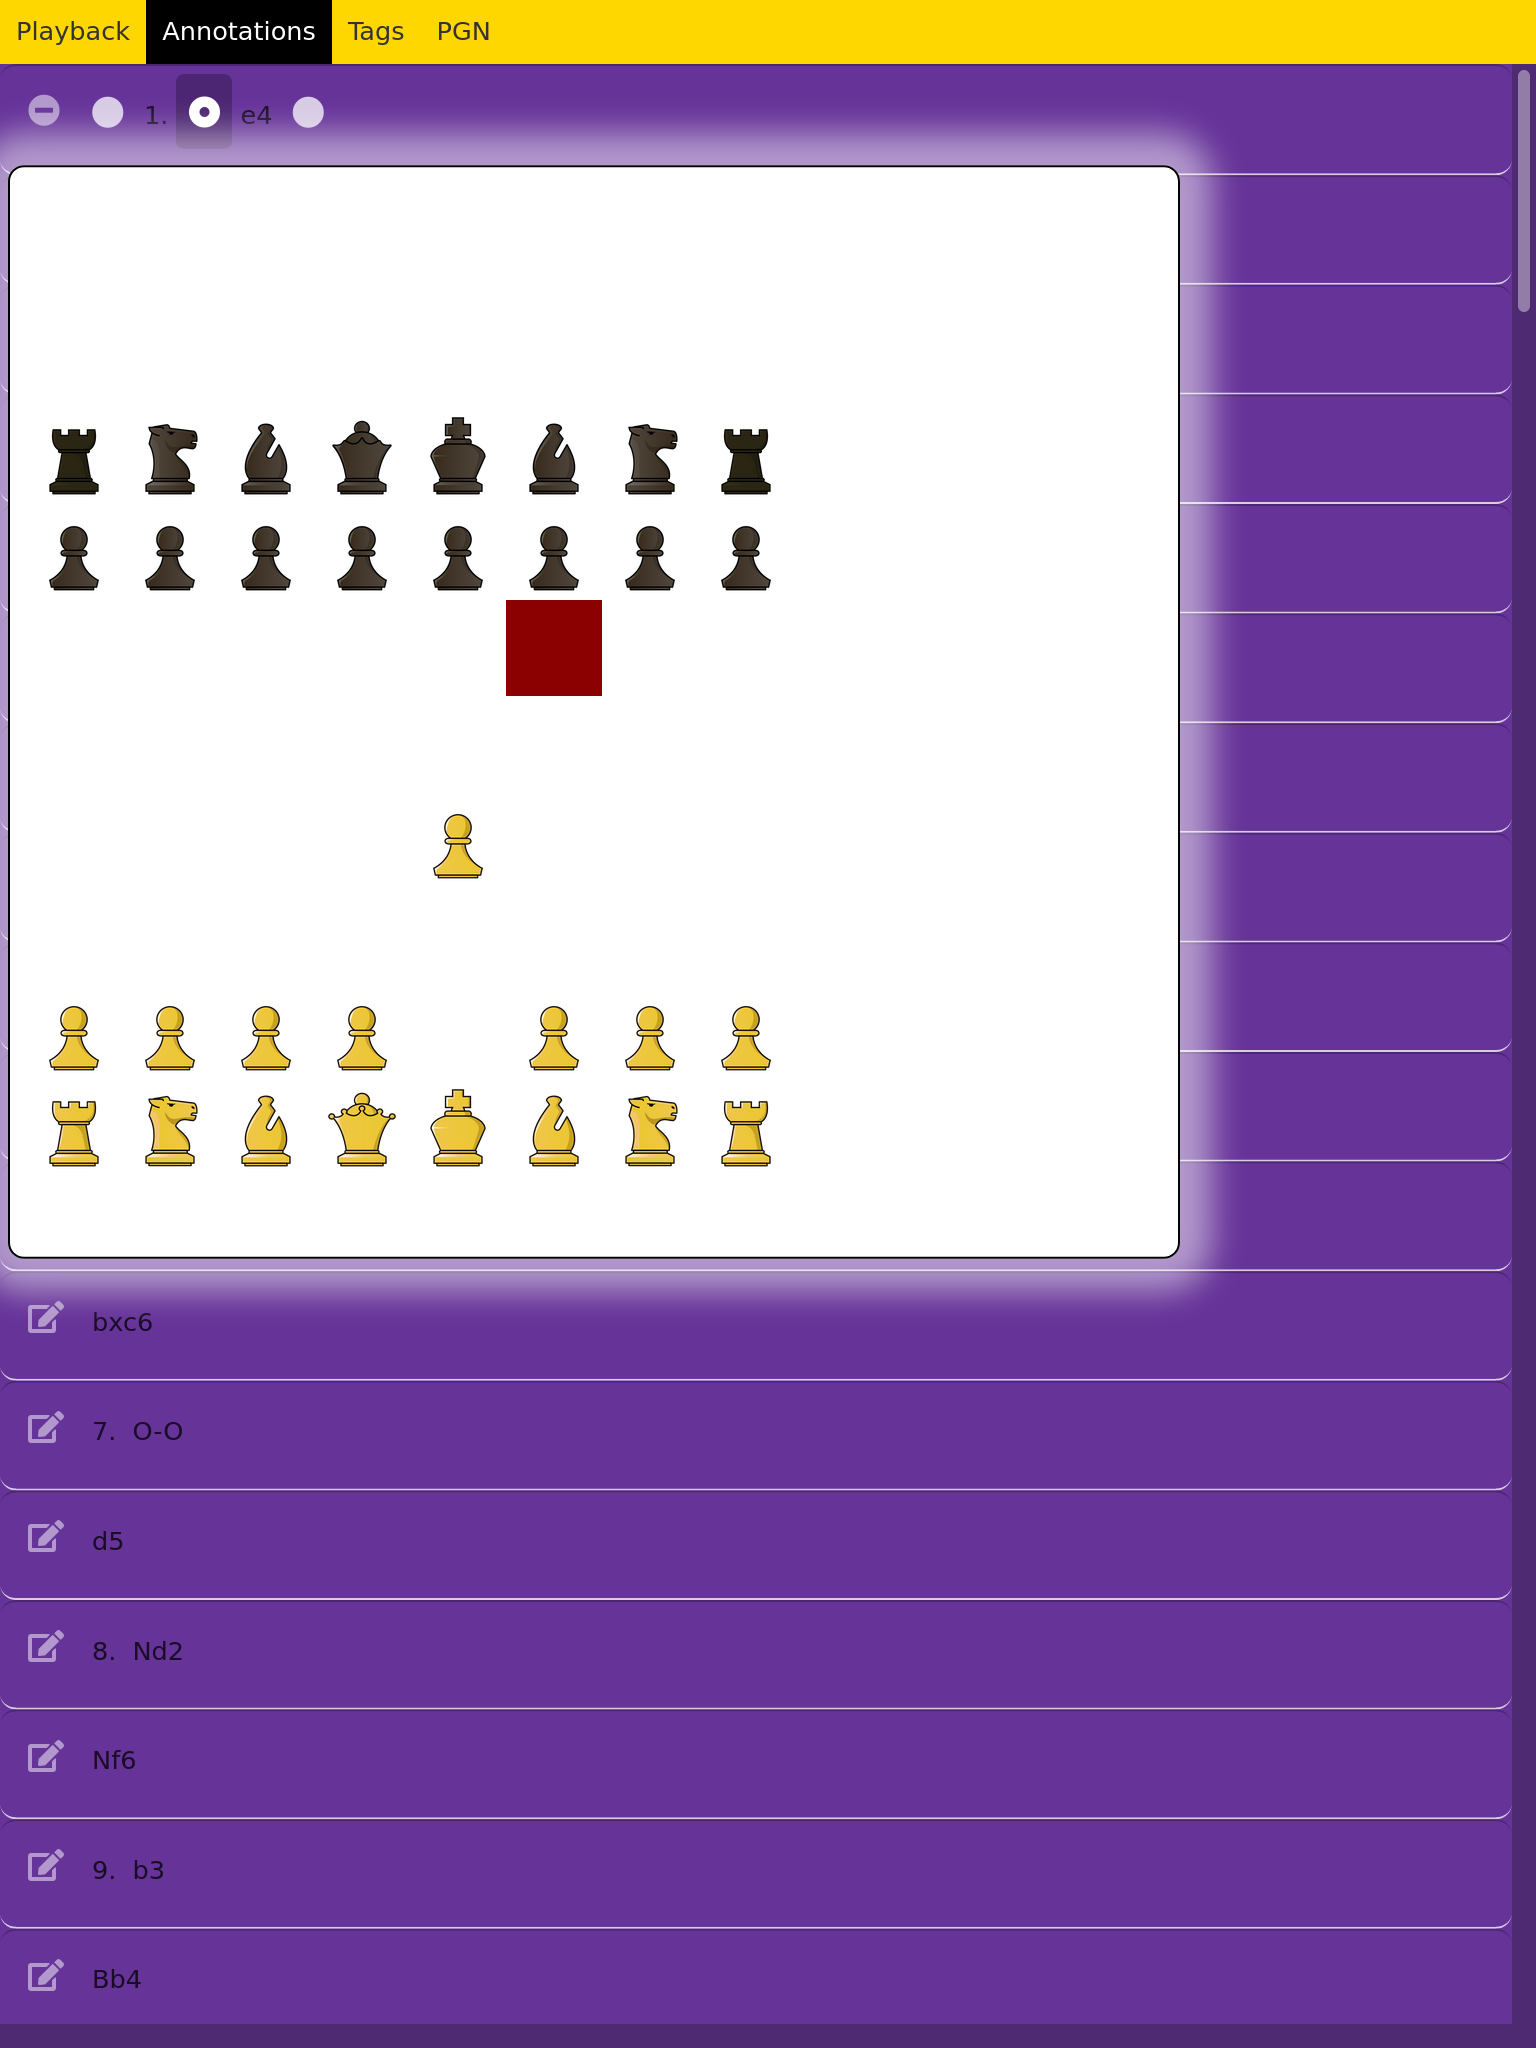 Playback Annotations Tags PGN
1. e4
bxc6
7. O-O
d5
8. Nd2
Nf6
9. b3
Bb4